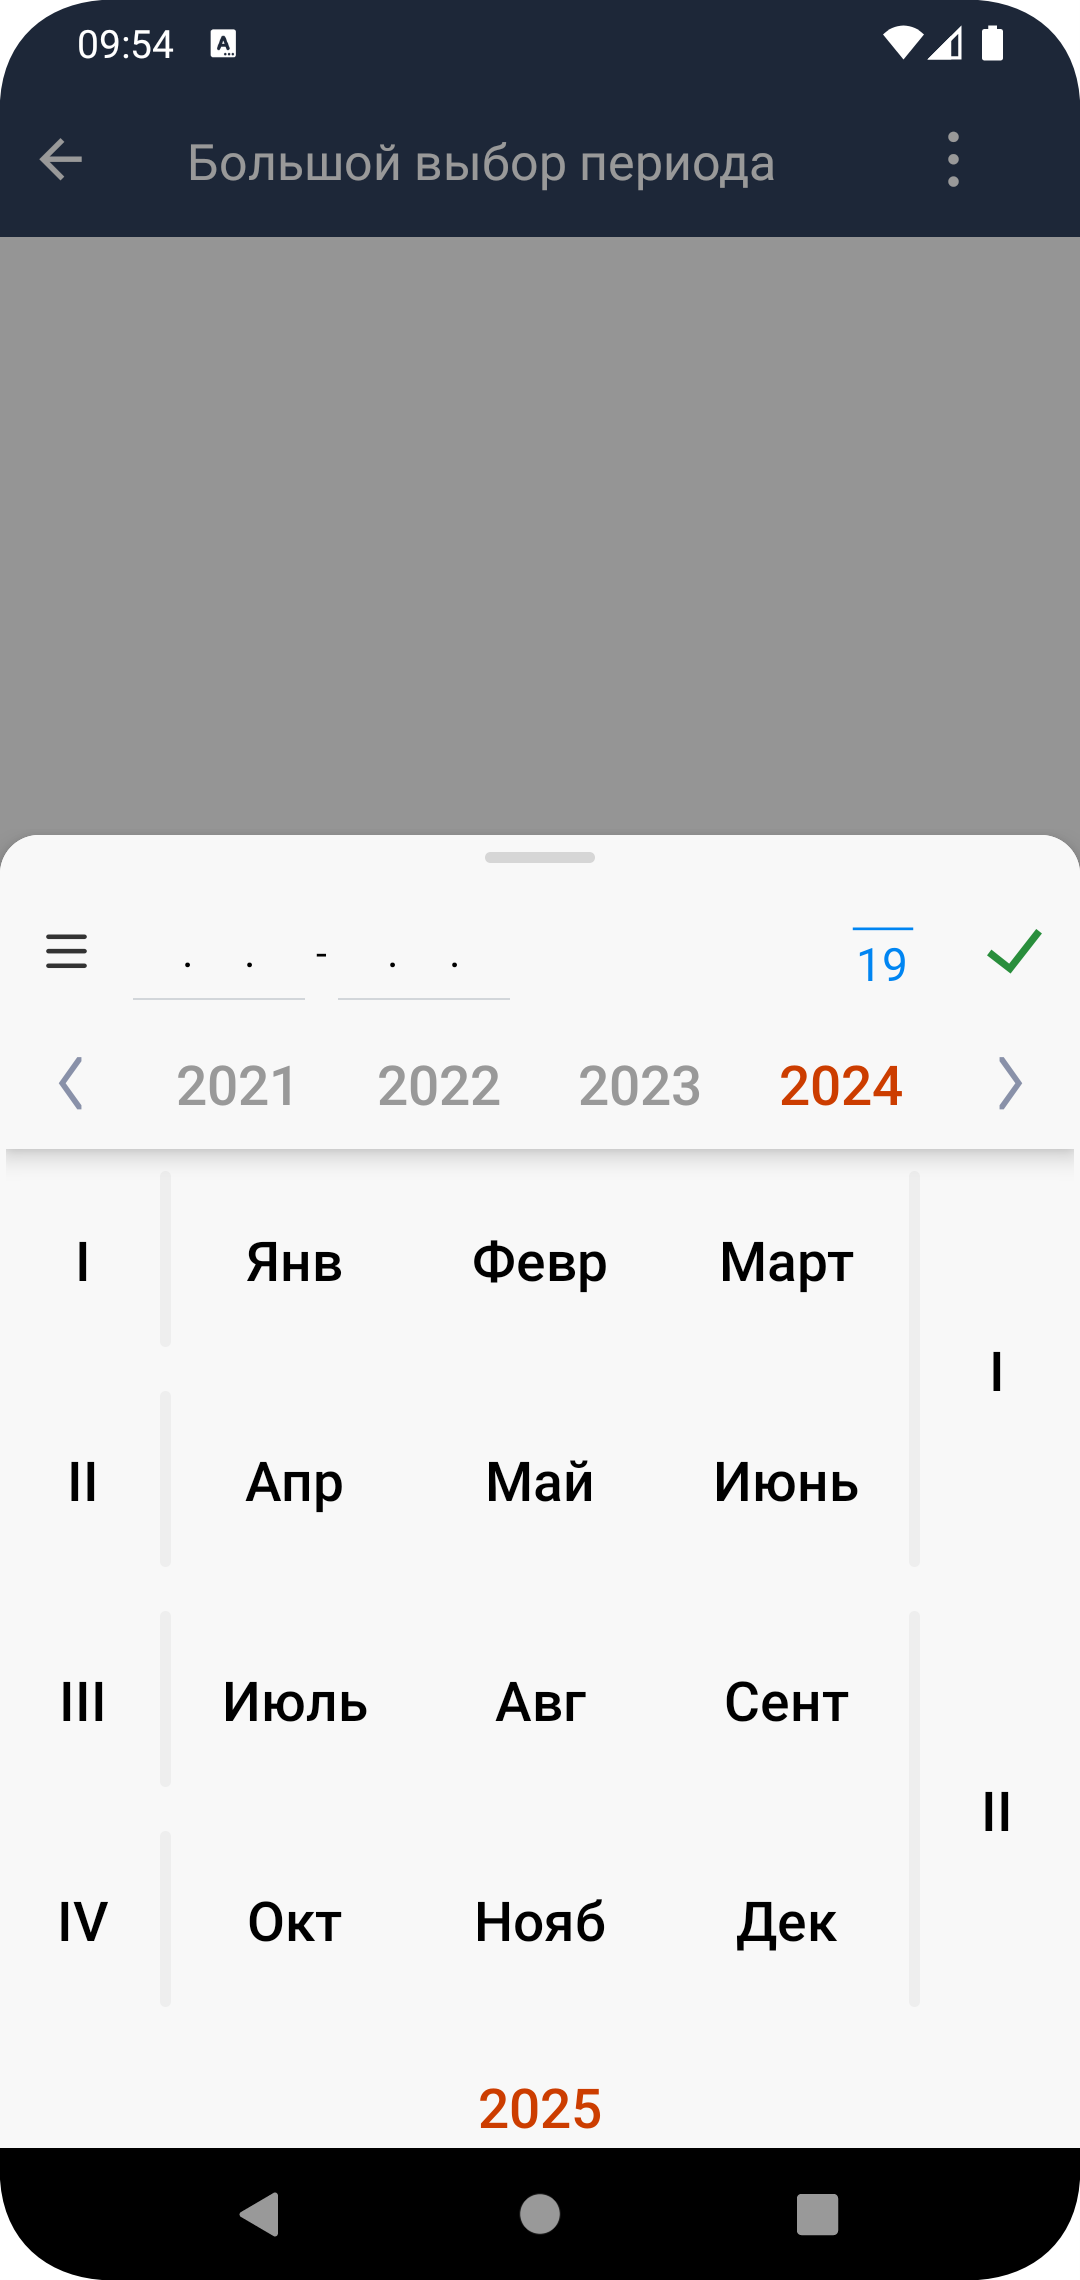 09:54
Большой выбор периода
. . - . .
19
2021 2022 2023 2024
I Янв Февр Март
I
II Апр Май Июнь
III Июль Авг Сент
II
IV Окт Нояб Дек
2025